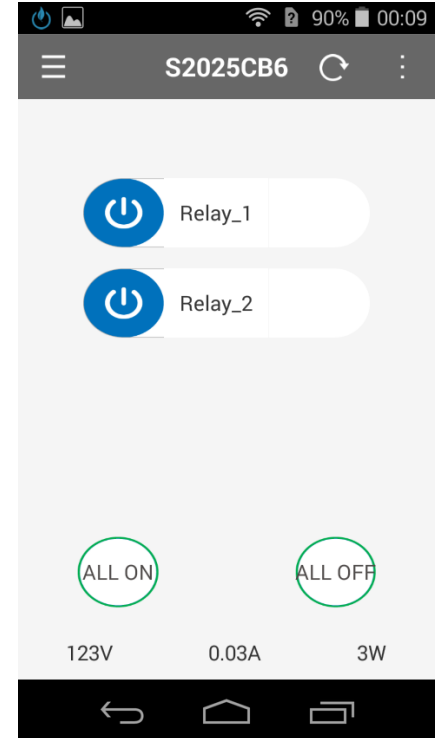 90% 00:09
S2025CB6
Relay_1
Relay_2
ALL ON ALL OFF
123V 0.03A 3W